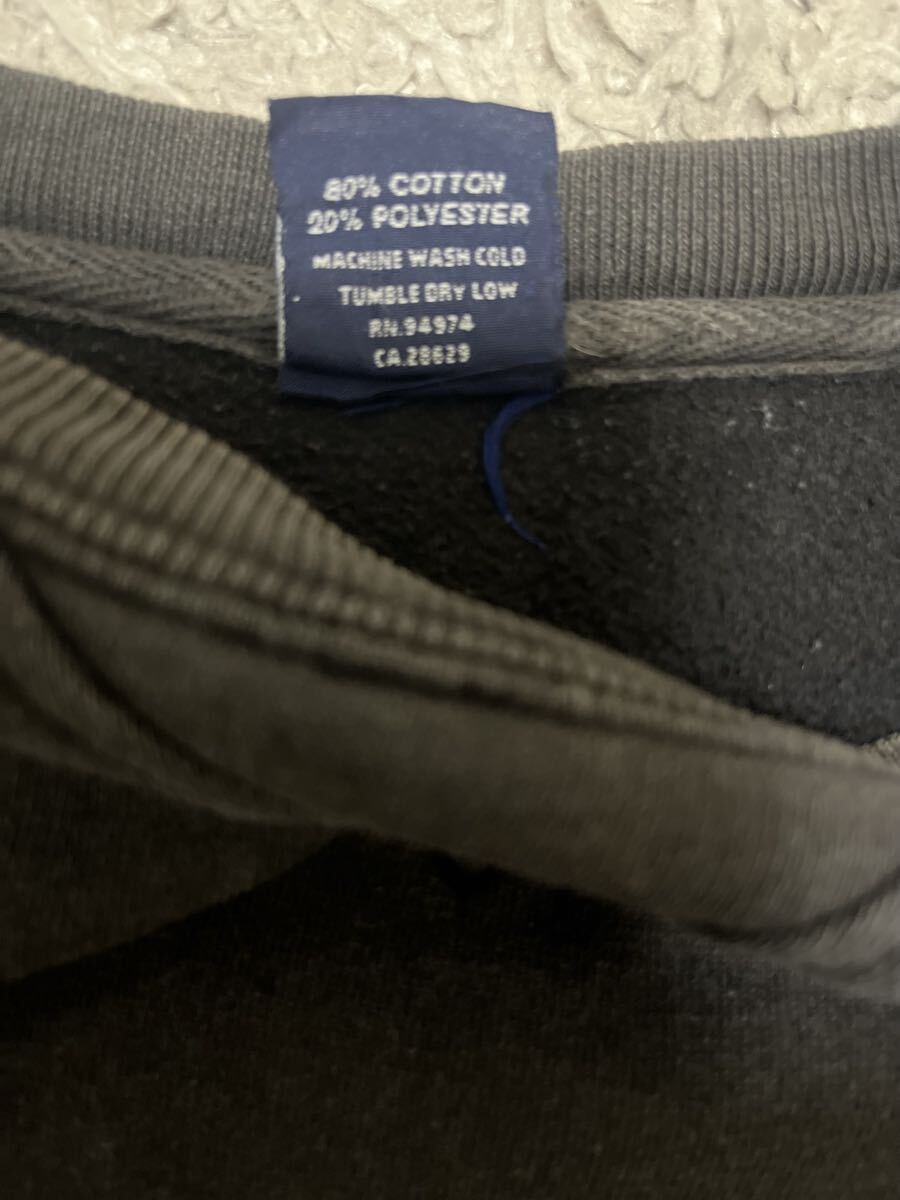 80% COTTON
20% POLYESTER
MACHINE WASH COLD
TUMBLE DRY LOW
RN.94974
CA.28629